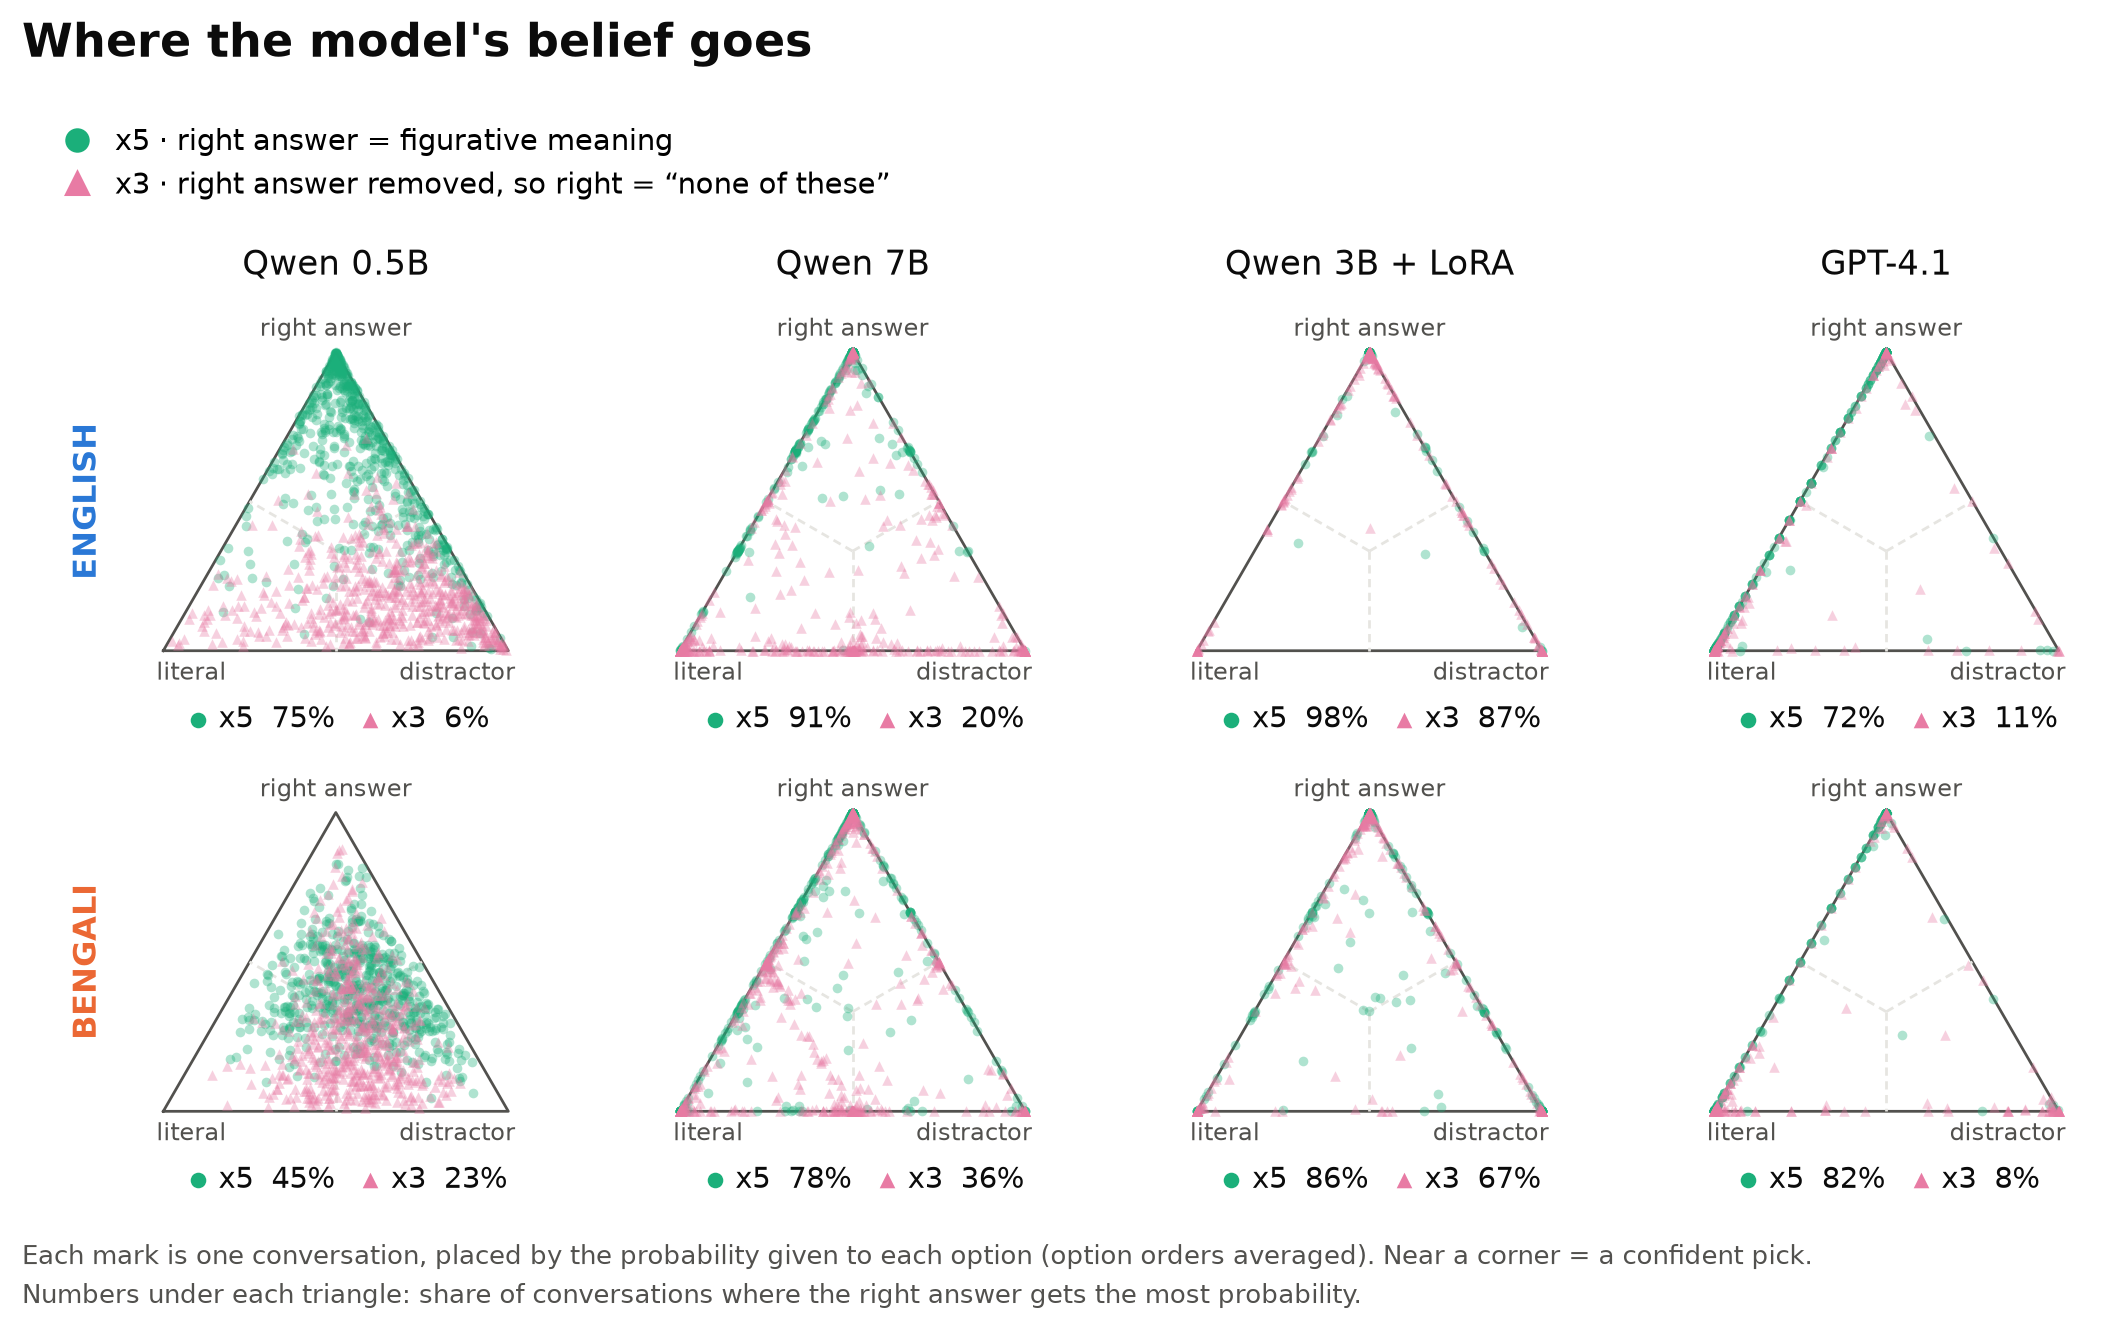 Where the model's belief goes
x5 · right answer = figurative meaning
x3 · right answer removed, so right = “none of these”
Qwen 0.5B
Qwen 7B
Qwen 3B + LoRA
GPT-4.1
ENGLISH
right answer
right answer
right answer
right answer
literal distractor
literal distractor
literal distractor
literal distractor
x5 75% x3 6%
x5 91% x3 20%
x5 98% x3 87%
x5 72% x3 11%
BENGALI
right answer
right answer
right answer
right answer
literal distractor
literal distractor
literal distractor
literal distractor
x5 45% x3 23%
x5 78% x3 36%
x5 86% x3 67%
x5 82% x3 8%
Each mark is one conversation, placed by the probability given to each option (option orders averaged). Near a corner = a confident pick.
Numbers under each triangle: share of conversations where the right answer gets the most probability.